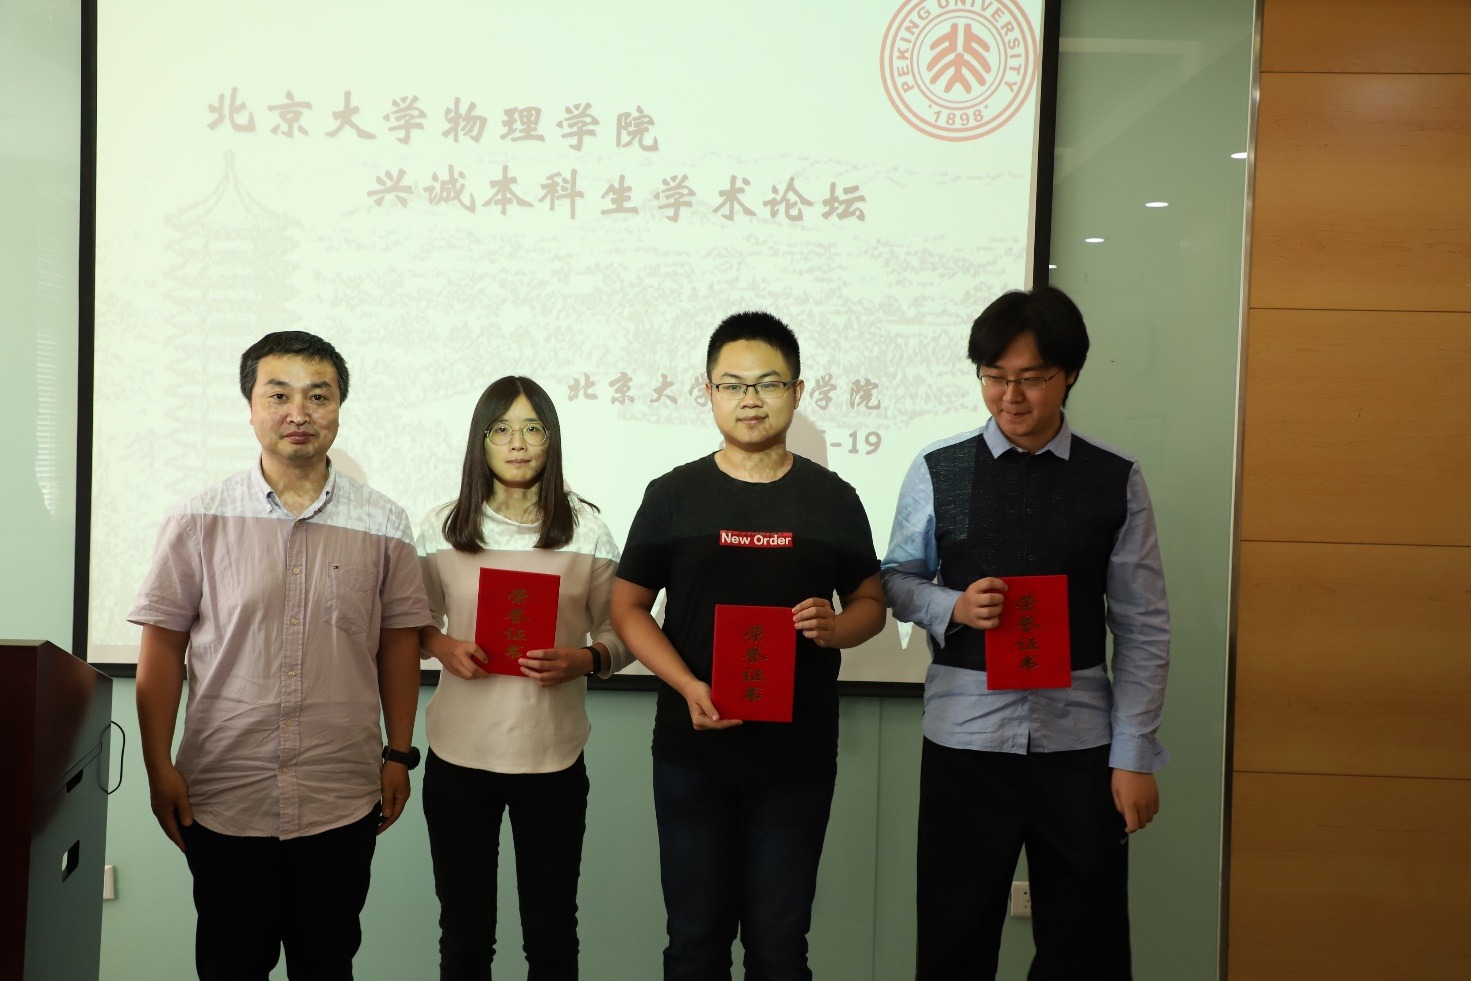 PEKING UNIVERSITY
·1898·
北京大学物理学院
兴诚本科生学术论坛
北京大学 学院
-19
New Order
荣誉证书
荣誉证书
荣誉证书